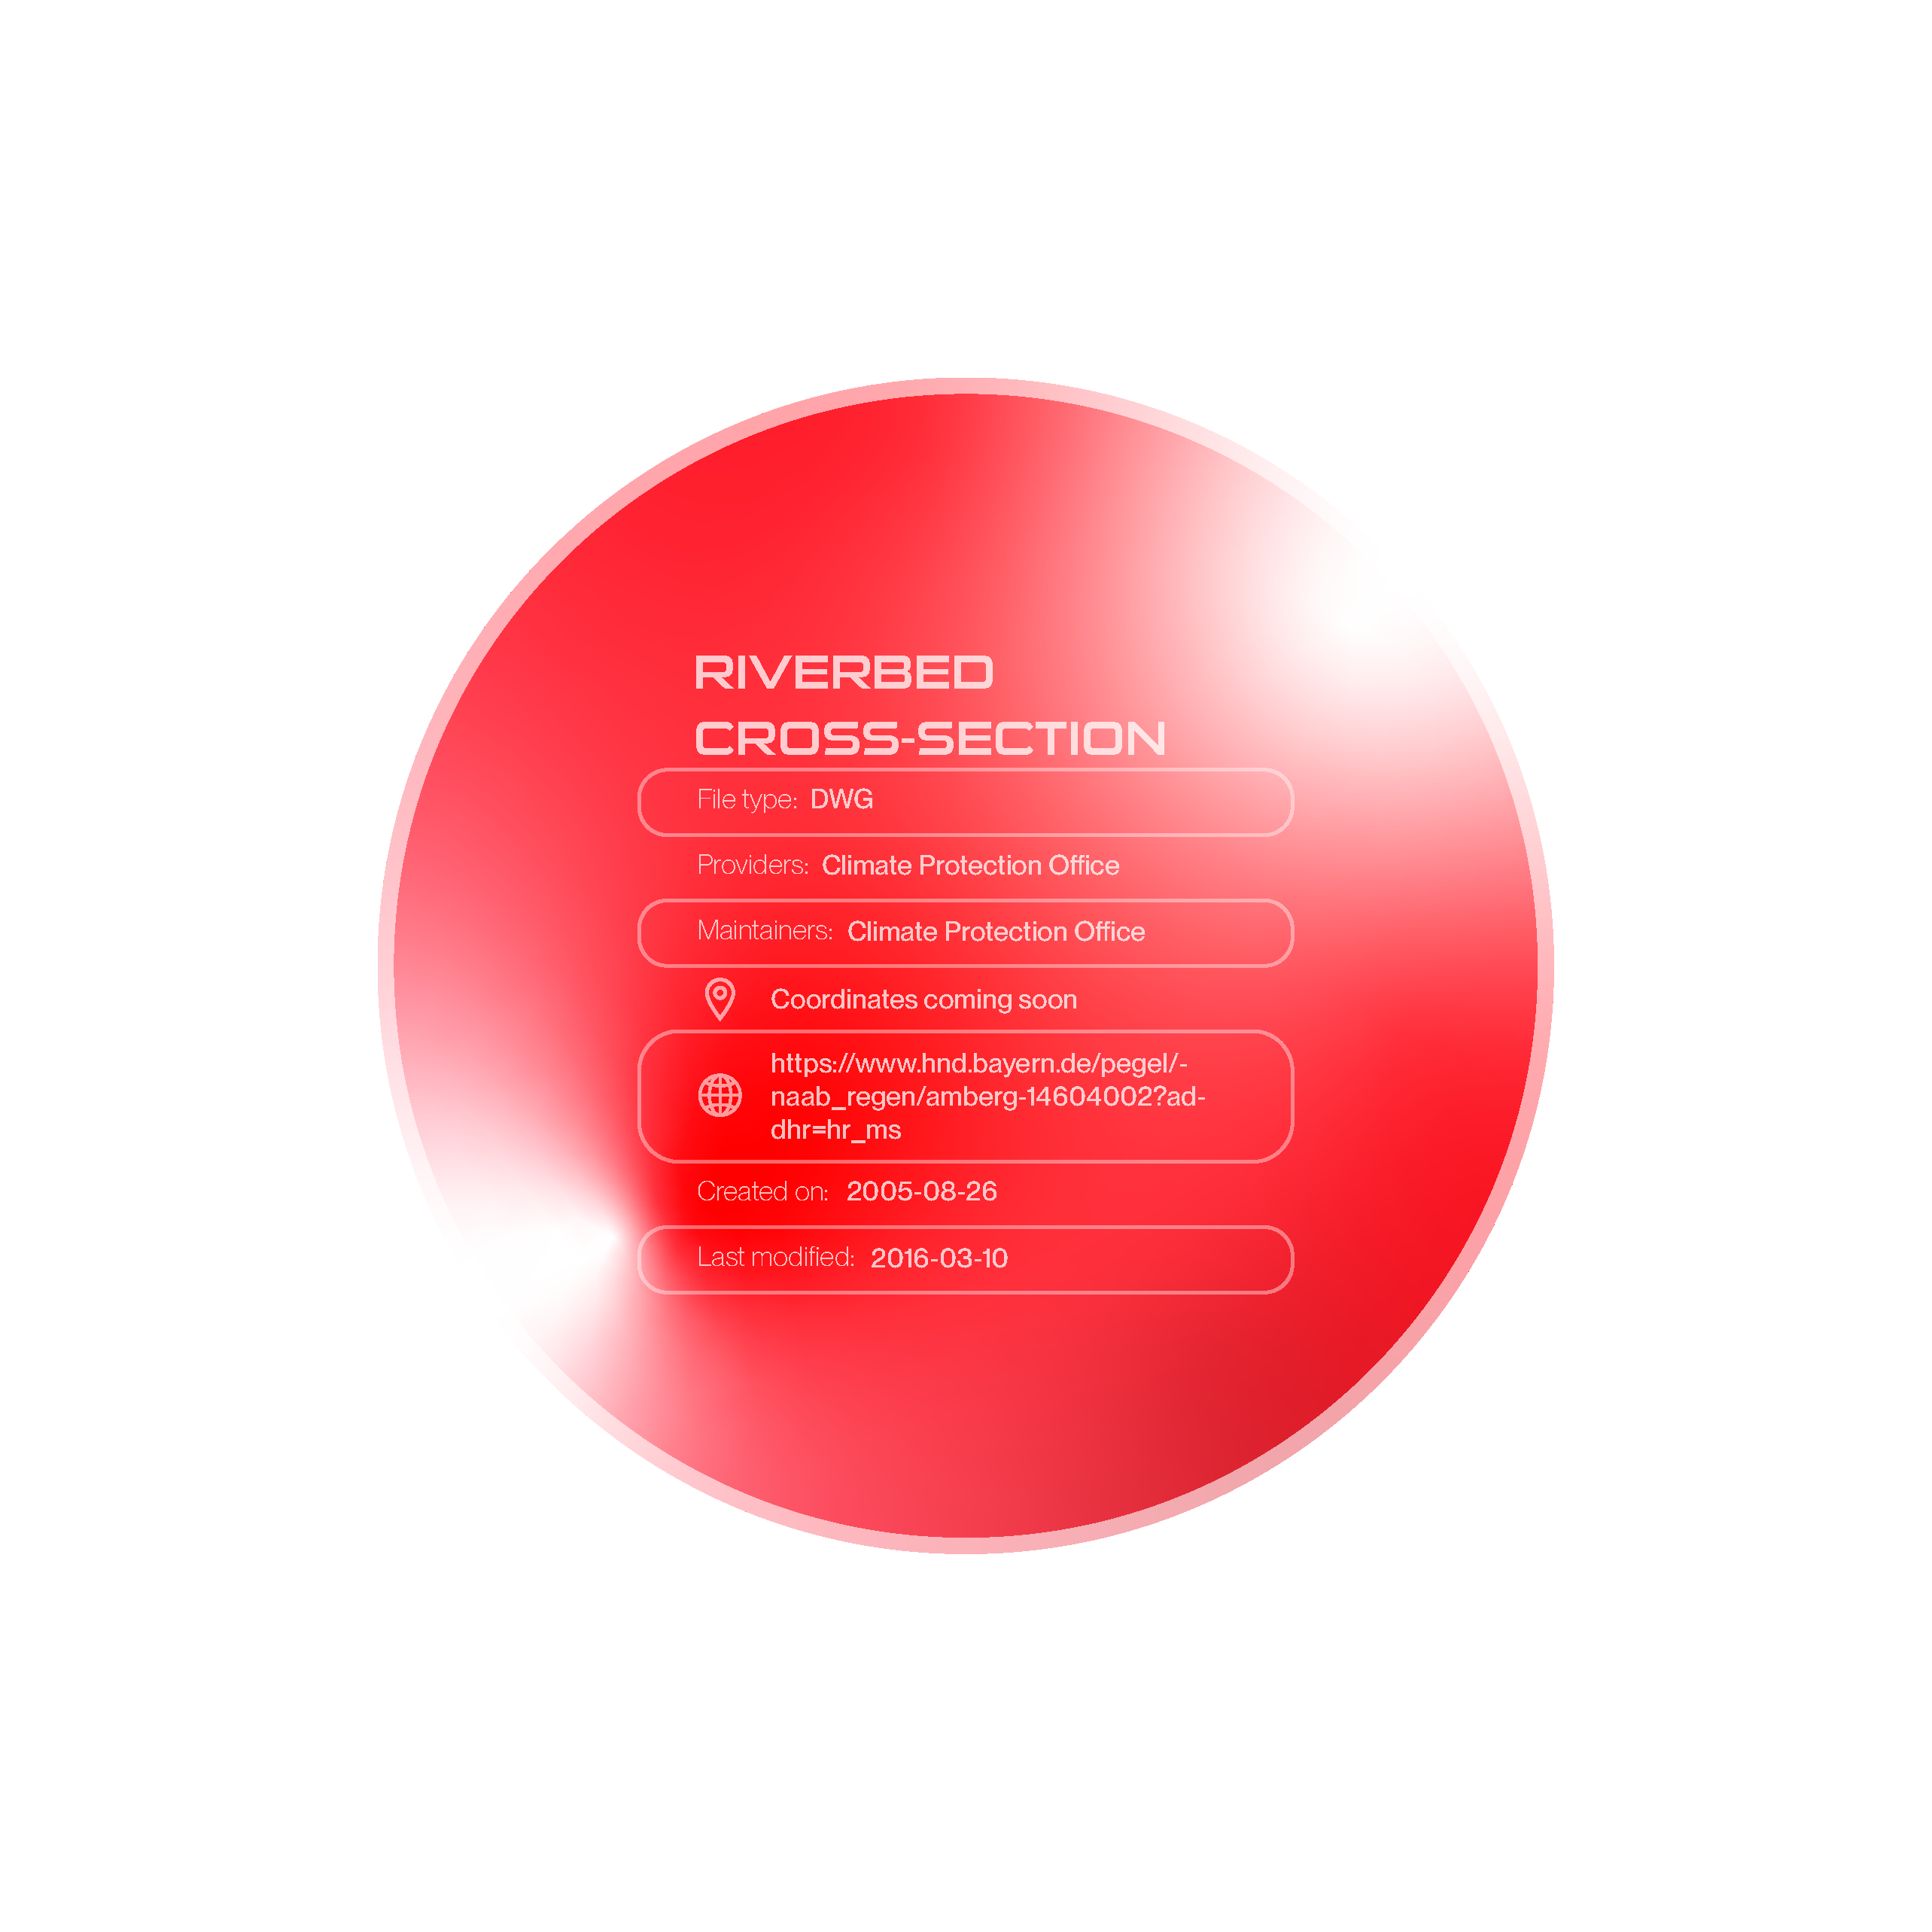 RIVERBED
CROSS-SECTION
File type: DWG
Providers: Climate Protection Office
Maintainers: Climate Protection Office
Coordinates coming soon
https://www.hnd.bayern.de/pegel/-
naab_regen/amberg-14604002?ad-
dhr=hr_ms
Created on: 2005-08-26
Last modified: 2016-03-10